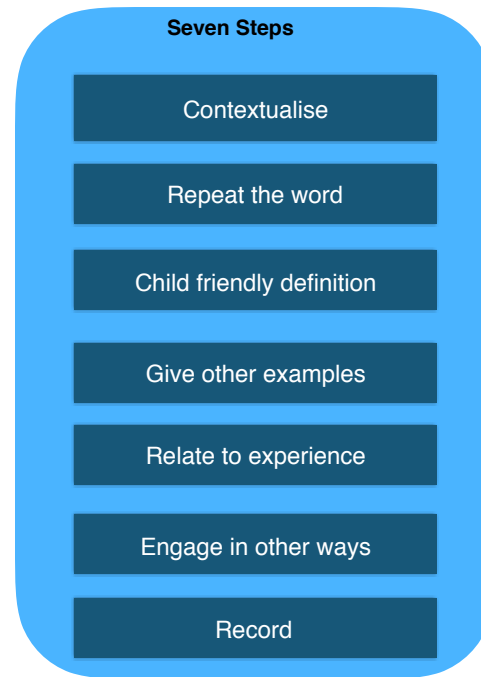 Seven Steps
Contextualise
Repeat the word
Child friendly definition
Give other examples
Relate to experience
Engage in other ways
Record